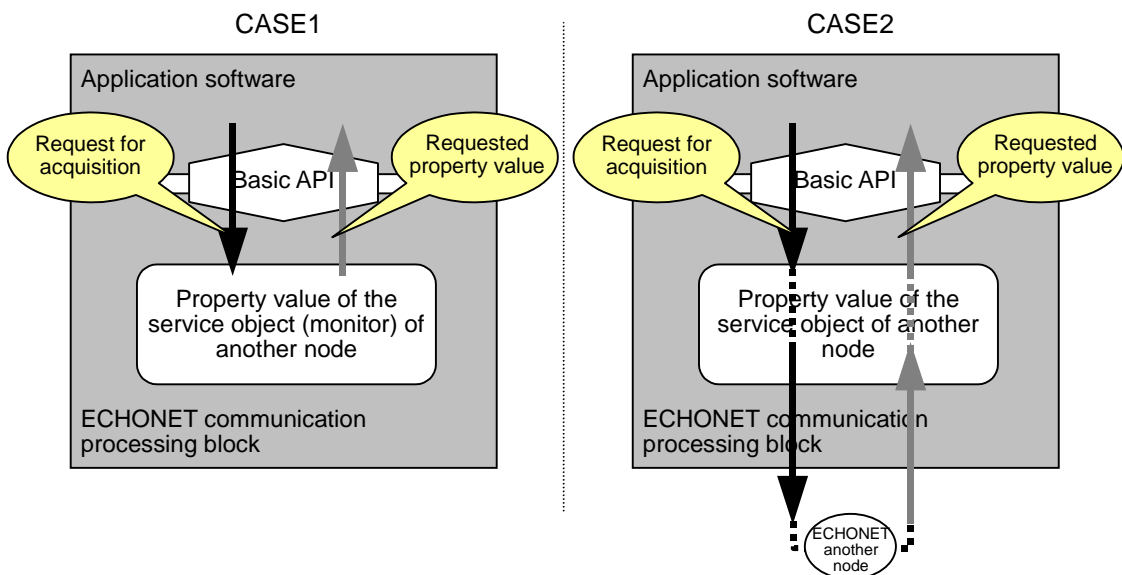 CASE1
Application software
Request for
acquisition
Basic API
Requested
property value
Property value of the
service object (monitor) of
another node
ECHONET communication
processing block
CASE2
Application software
Request for
acquisition
Basic API
Requested
property value
Property value of the
service object of another
node
ECHONET communication
processing block
ECHONET
another
node